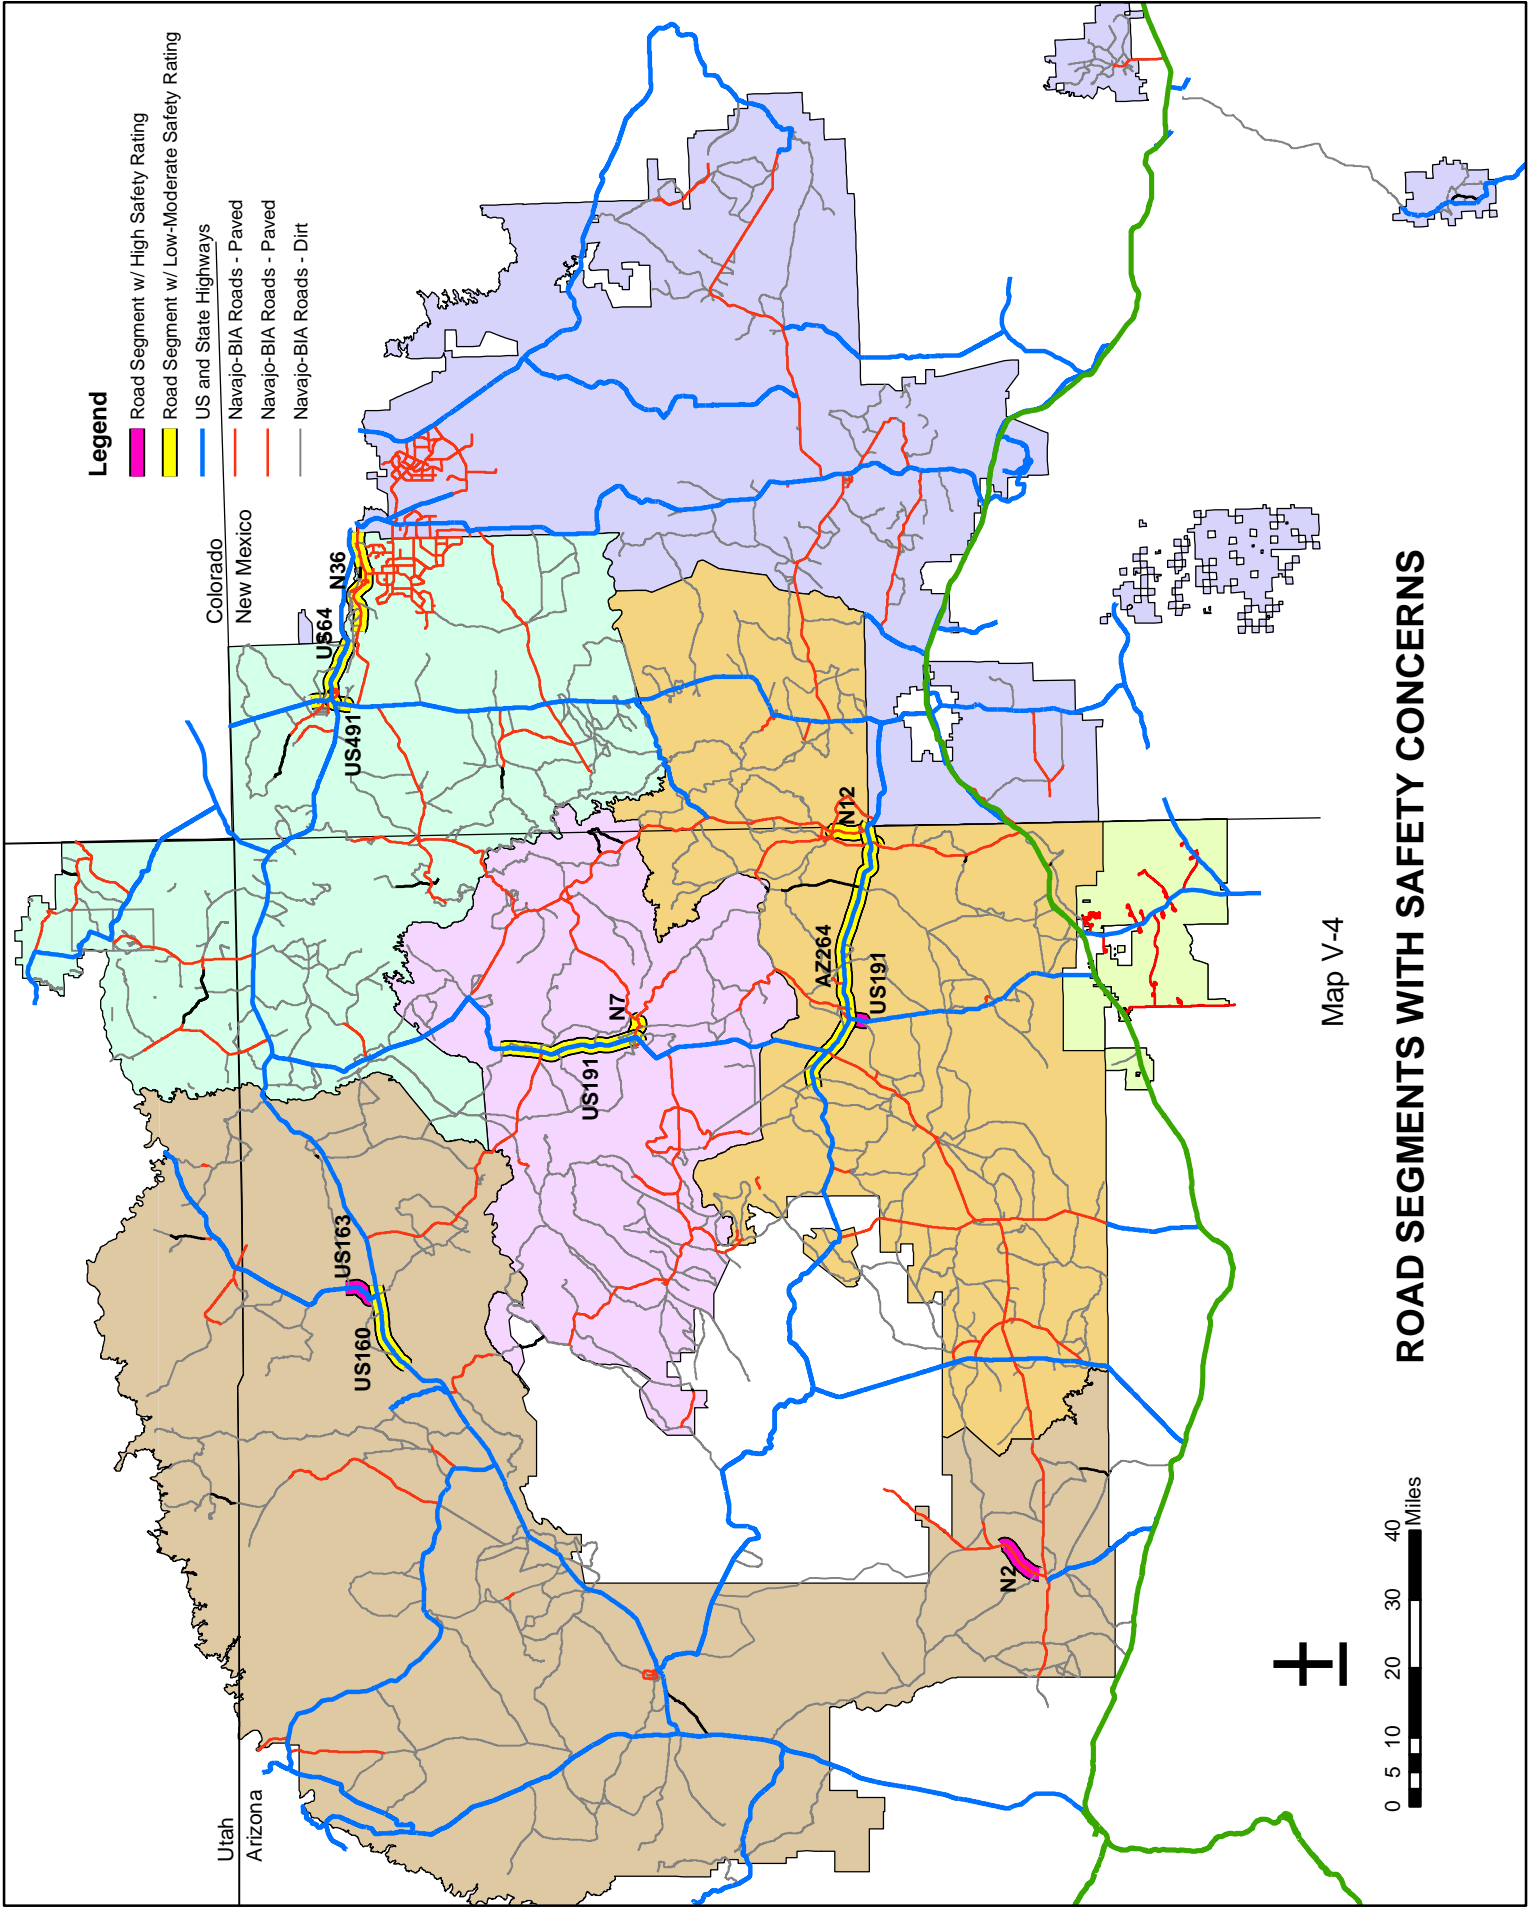 Legend
Road Segment w/ High Safety Rating
Road Segment w/ Low-Moderate Safety Rating
US and State Highways
Navajo-BIA Roads - Paved
Navajo-BIA Roads - Paved
Navajo-BIA Roads - Dirt
Utah
Arizona
Colorado
New Mexico
US163
US160
US491
US64
N36
US191
N7
AZ264
US191
N12
N2
0 5 10 20 30 40
Miles
Map V-4
ROAD SEGMENTS WITH SAFETY CONCERNS